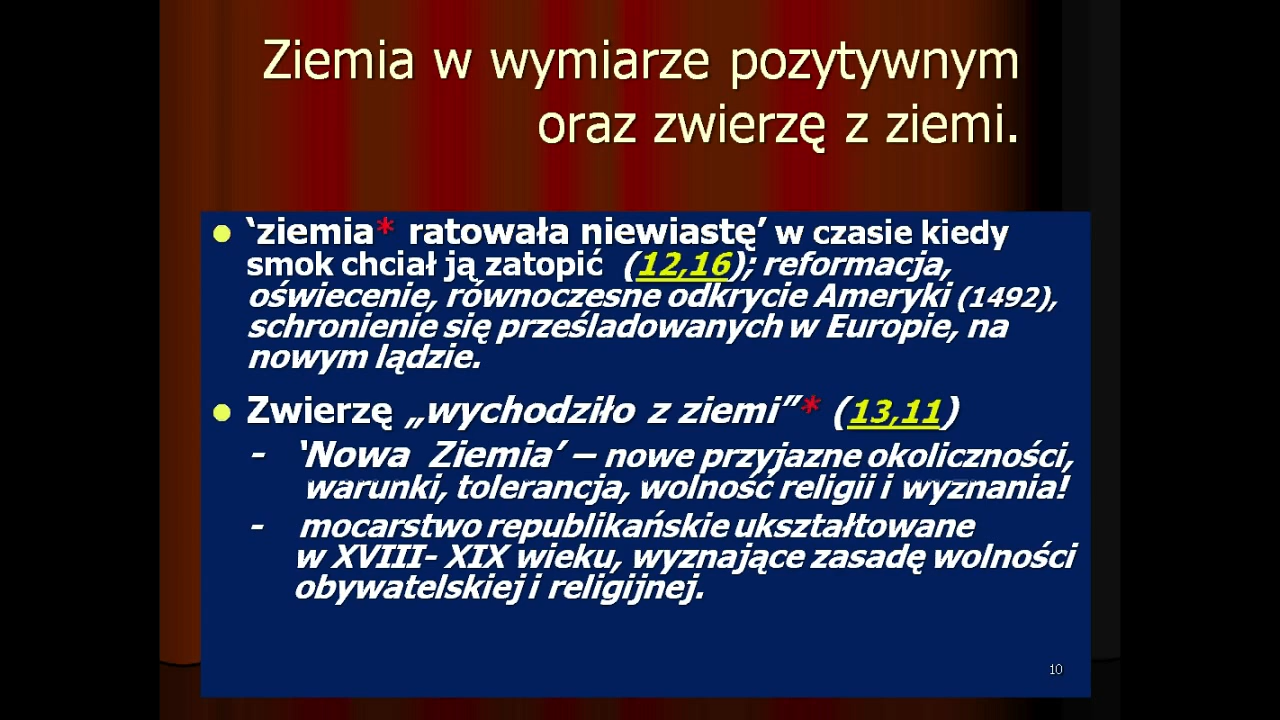 Ziemia w wymiarze pozytywnym
oraz zwierzę z ziemi.
● ‘ziemia* ratowała niewiastę’ w czasie kiedy
smok chciał ją zatopić (12,16); reformacja,
oświecenie, równoczesne odkrycie Ameryki (1492),
schronienie się prześladowanych w Europie, na
nowym lądzie.
● Zwierzę „wychodziło z ziemi”* (13,11)
- ‘Nowa Ziemia’ – nowe przyjazne okoliczności,
warunki, tolerancja, wolność religii i wyznania!
- mocarstwo republikańskie ukształtowane
w XVIII- XIX wieku, wyznające zasadę wolności
obywatelskiej i religijnej.
10